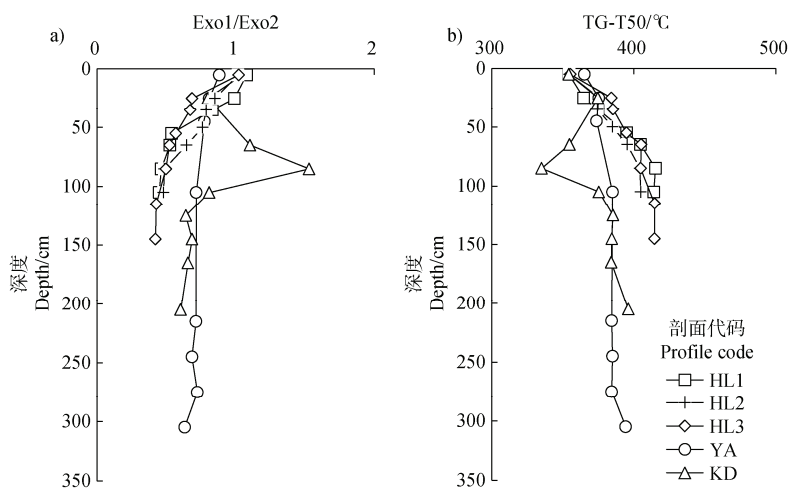 a)
Exo1/Exo2
0 1 2
0
50
100
150
200
250
300
350
深度
Depth/cm
b)
TG-T50/℃
300 400 500
0
50
100
150
200
250
300
350
深度
Depth/cm
剖面代码
Profile code
HL1
HL2
HL3
YA
KD